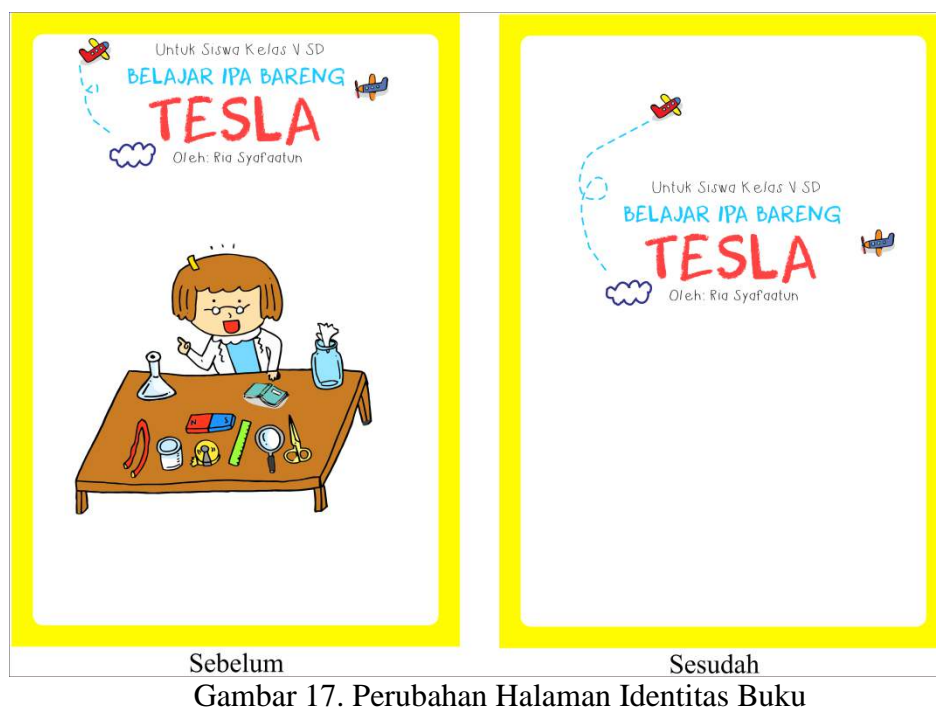 Untuk Siswa Kelas V SD
BELAJAR IPA BARENG
TESLA
Oleh: Ria Syafaatun
N S
Sebelum
Untuk Siswa Kelas V SD
BELAJAR IPA BARENG
TESLA
Oleh: Ria Syafaatun
Sesudah
Gambar 17. Perubahan Halaman Identitas Buku